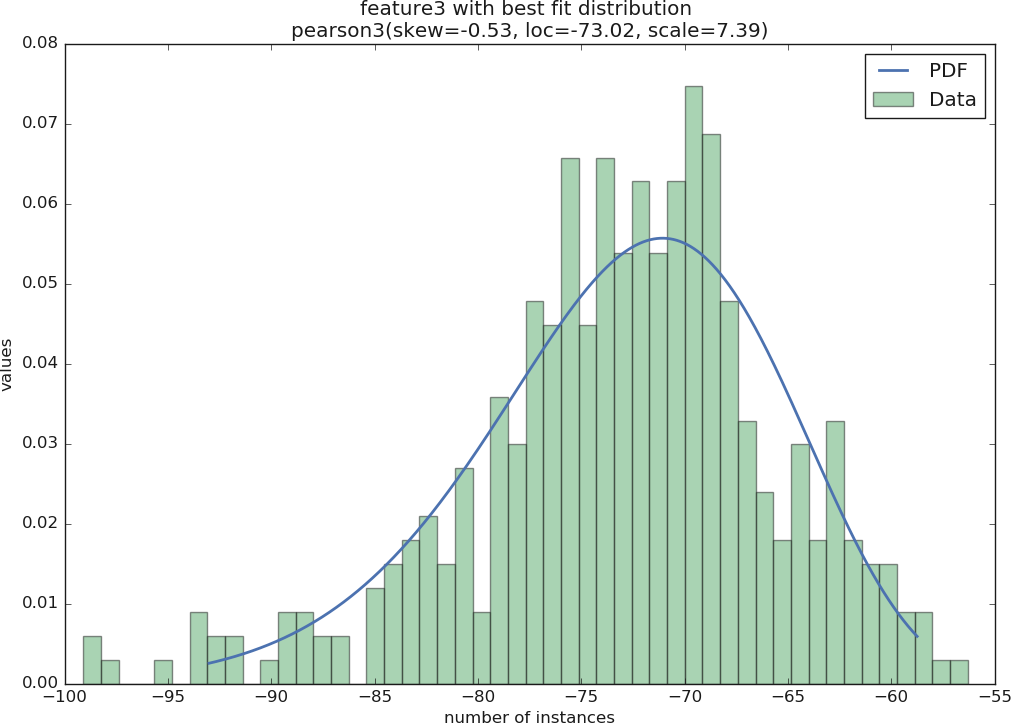 feature3 with best fit distribution
pearson3(skew=-0.53, loc=-73.02, scale=7.39)
PDF
Data
values
0.08
0.07
0.06
0.05
0.04
0.03
0.02
0.01
0.00
−100 −95 −90 −85 −80 −75 −70 −65 −60 −55
number of instances